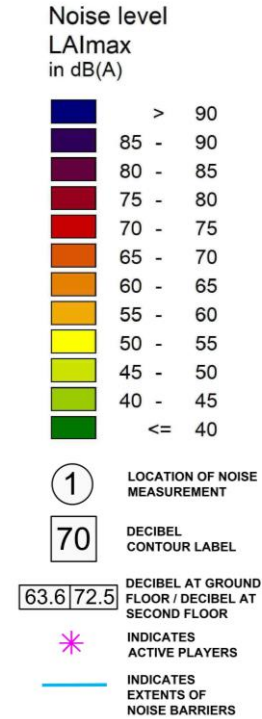 Noise level
LAImax
in dB(A)
> 90
85 - 90
80 - 85
75 - 80
70 - 75
65 - 70
60 - 65
55 - 60
50 - 55
45 - 50
40 - 45
<= 40
1 LOCATION OF NOISE
MEASUREMENT
70 DECIBEL
CONTOUR LABEL
63.6 72.5 DECIBEL AT GROUND
FLOOR / DECIBEL AT
SECOND FLOOR
INDICATES
ACTIVE PLAYERS
INDICATES
EXTENTS OF
NOISE BARRIERS